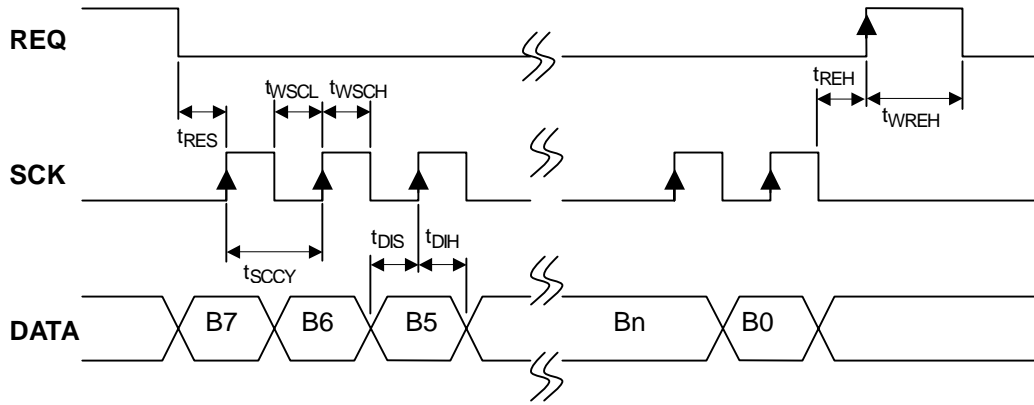 REQ
tREH
tWSCL tWSCH
tWREH
tRES
SCK
tDIS tDIH
tSCCY
DATA B7 B6 B5 Bn B0